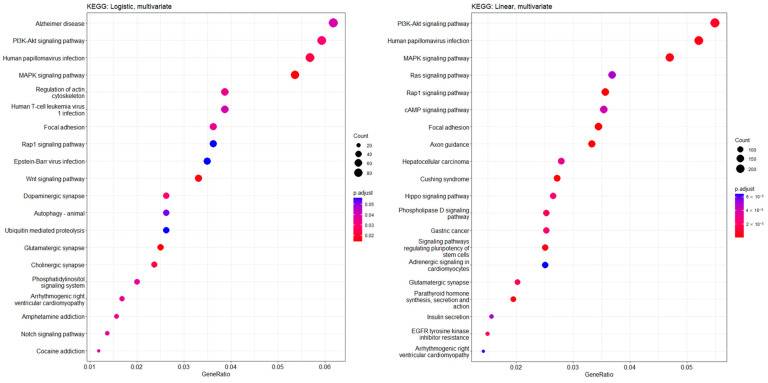 KEGG: Logistic, multivariate
Alzheimer disease
PI3K-Akt signaling pathway
Human papillomavirus infection
MAPK signaling pathway
Regulation of actin
cytoskeleton
Human T-cell leukemia virus
1 infection
Focal adhesion
Rap1 signaling pathway
Epstein-Barr virus infection
Wnt signaling pathway
Dopaminergic synapse
Autophagy - animal
Ubiquitin mediated proteolysis
Glutamatergic synapse
Cholinergic synapse
Phosphatidylinositol
signaling system
Arrhythmogenic right
ventricular cardiomyopathy
Amphetamine addiction
Notch signaling pathway
Cocaine addiction
0.01
0.02
0.03
0.04
0.05
0.06
GeneRatio
Count
20
40
60
80
p.adjust
0.05
0.04
0.03
0.02
KEGG: Linear, multivariate
PI3K-Akt signaling pathway
Human papillomavirus infection
MAPK signaling pathway
Ras signaling pathway
Rap1 signaling pathway
cAMP signaling pathway
Focal adhesion
Axon guidance
Hepatocellular carcinoma
Cushing syndrome
Hippo signaling pathway
Phospholipase D signaling
pathway
Gastric cancer
Signaling pathways
regulating pluripotency of
stem cells
Adrenergic signaling in
cardiomyocytes
Glutamatergic synapse
Parathyroid hormone
synthesis, secretion and
action
Insulin secretion
EGFR tyrosine kinase
inhibitor resistance
Arrhythmogenic right
ventricular cardiomyopathy
0.02
0.03
0.04
0.05
GeneRatio
Count
100
150
200
p.adjust